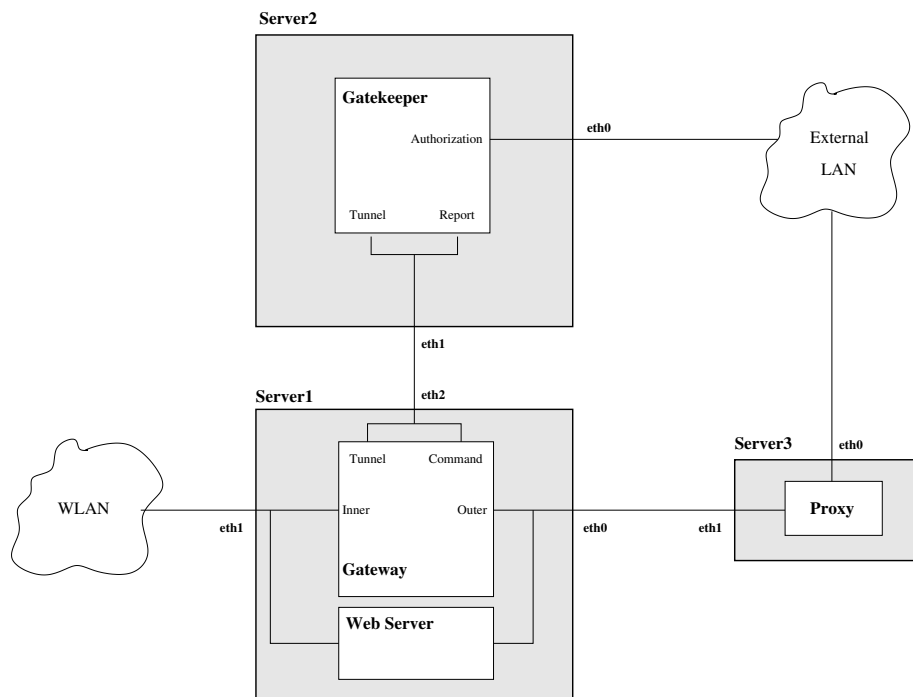 Server2
Gatekeeper
Authorization
eth0
External
LAN
Tunnel
Report
eth1
eth2
Server1
Server3
eth0
Tunnel
Command
WLAN
eth1
Inner
Outer
eth0
eth1
Proxy
Gateway
Web Server